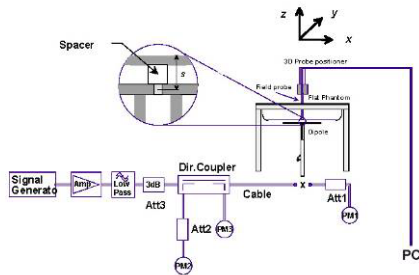 z
y
x
Spacer
s
3D Probe positioner
Field probe
Flat Phantom
Dipole
Signal
Generato
Amp
Low
Pass
3dB
Att3
Dir.Coupler
Cable
x
Att1
PM1
Att2
PM3
PM2
PC